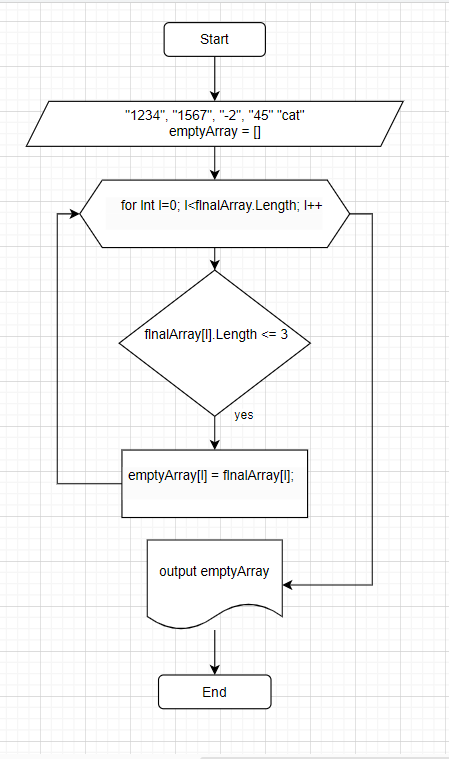 Start
"1234", "1567", "-2", "45" "cat"
emptyArray = []
for Int I=0; I<fInalArray.Length; I++
fInalArray[I].Length <= 3
yes
emptyArray[I] = fInalArray[I];
output emptyArray
End